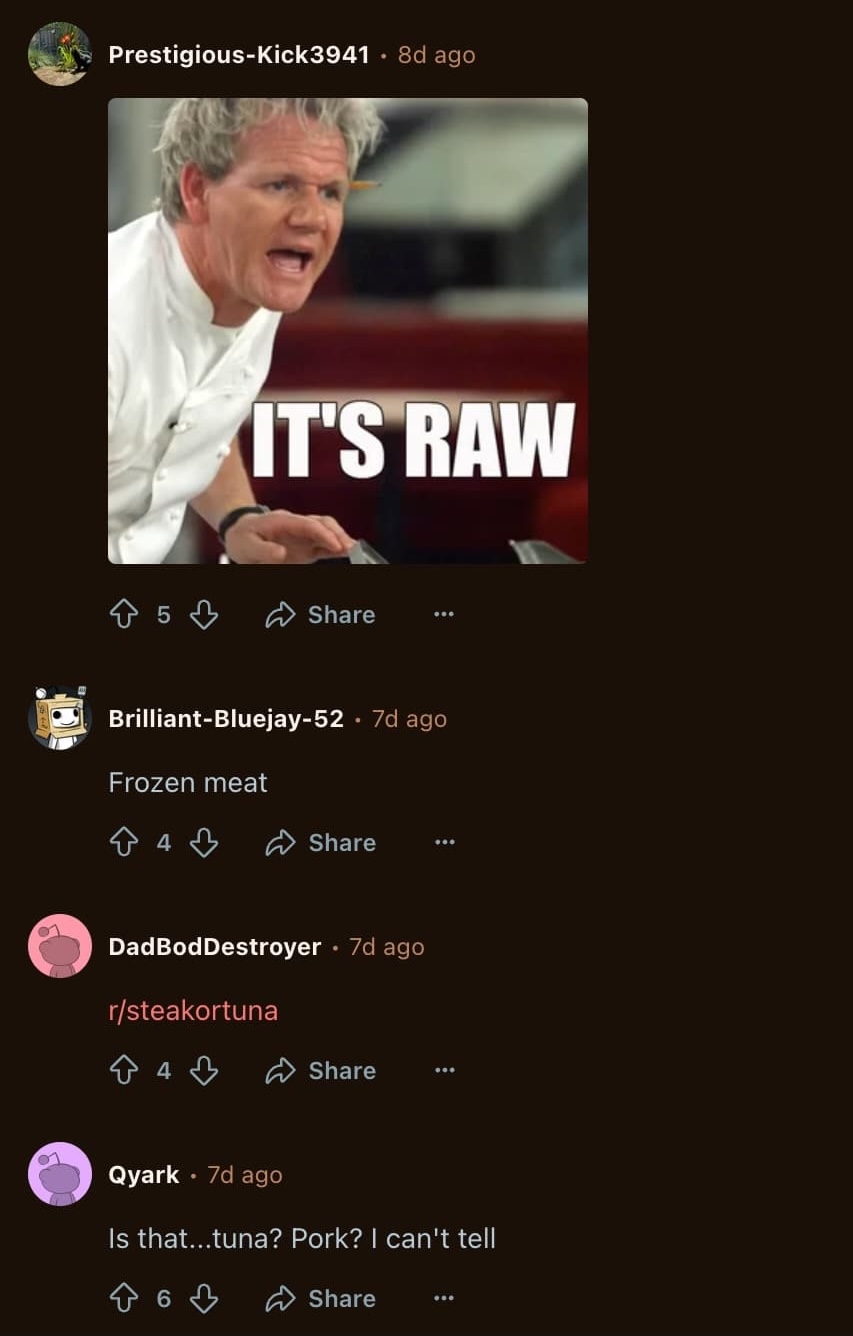 Prestigious-Kick3941 • 8d ago
IT'S RAW
5 Share ...
Brilliant-Bluejay-52 • 7d ago
Frozen meat
4 Share ...
DadBodDestroyer • 7d ago
r/steakortuna
4 Share ...
Qyark • 7d ago
Is that...tuna? Pork? I can't tell
6 Share ...